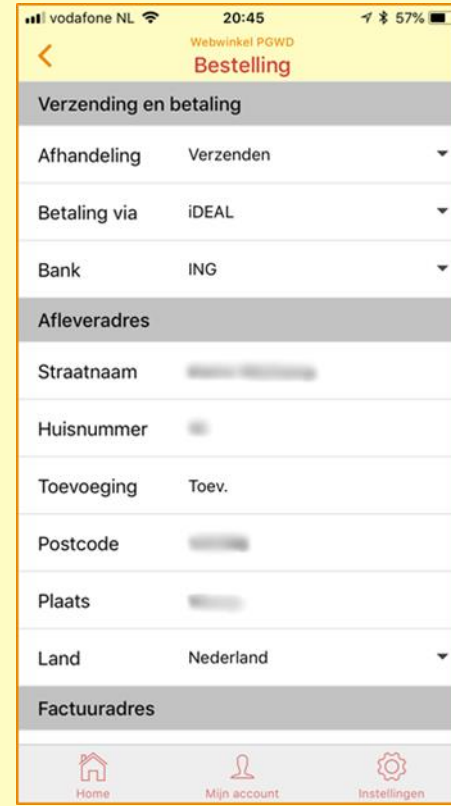 vodafone NL 20:45 57%
Webwinkel PGWD
Bestelling
Verzending en betaling
Afhandeling Verzenden
Betaling via iDEAL
Bank ING
Afleveradres
Straatnaam
Huisnummer
Toevoeging Toev.
Postcode
Plaats
Land Nederland
Factuuradres
Home Mijn account Instellingen